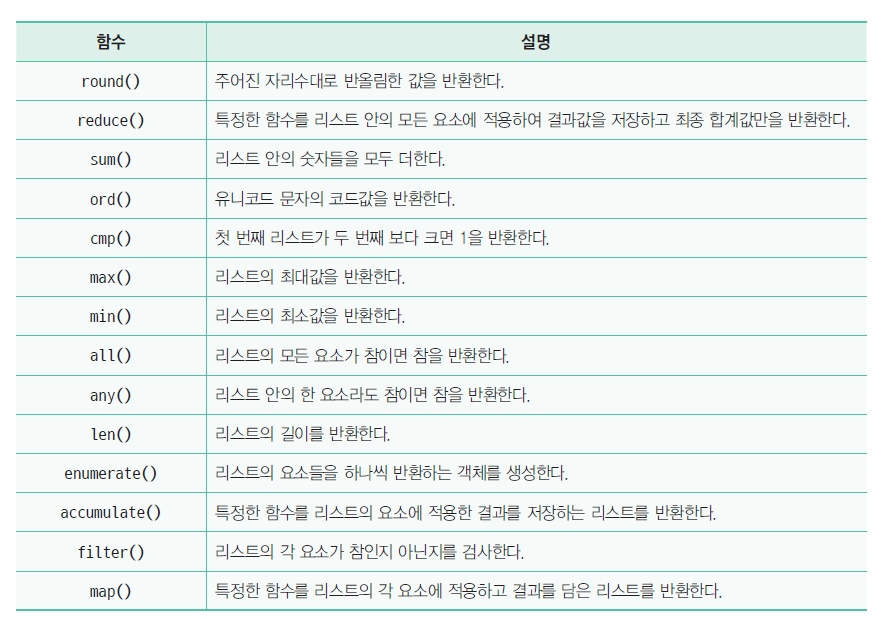 함수 설명
round() 주어진 자리수대로 반올림한 값을 반환한다.
reduce() 특정한 함수를 리스트 안의 모든 요소에 적용하여 결과값을 저장하고 최종 합계값만을 반환한다.
sum() 리스트 안의 숫자들을 모두 더한다.
ord() 유니코드 문자의 코드값을 반환한다.
cmp() 첫 번째 리스트가 두 번째 보다 크면 1을 반환한다.
max() 리스트의 최대값을 반환한다.
min() 리스트의 최소값을 반환한다.
all() 리스트의 모든 요소가 참이면 참을 반환한다.
any() 리스트 안의 한 요소라도 참이면 참을 반환한다.
len() 리스트의 길이를 반환한다.
enumerate() 리스트의 요소들을 하나씩 반환하는 객체를 생성한다.
accumulate() 특정한 함수를 리스트의 요소에 적용한 결과를 저장하는 리스트를 반환한다.
filter() 리스트의 각 요소가 참인지 아닌지를 검사한다.
map() 특정한 함수를 리스트의 각 요소에 적용하고 결과를 담은 리스트를 반환한다.